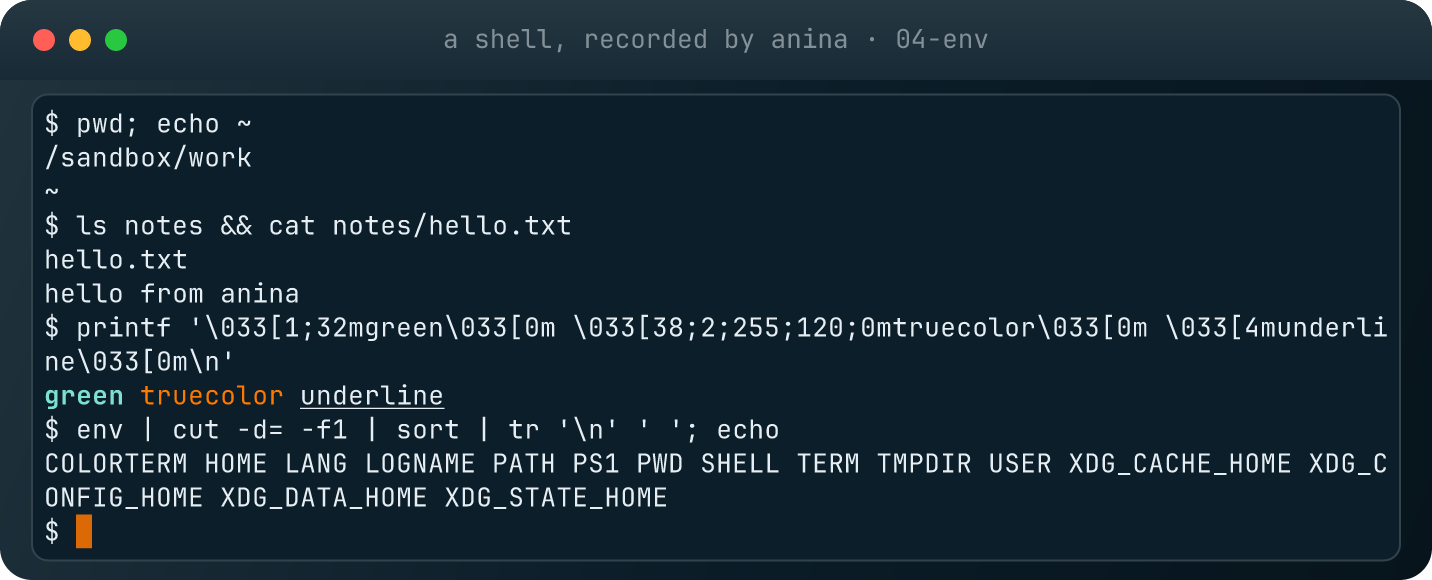 a shell, recorded by anina · 04-env
$ pwd; echo ~
/sandbox/work
~
$ ls notes && cat notes/hello.txt
hello.txt
hello from anina
$ printf '\033[1;32mgreen\033[0m \033[38;2;255;120;0mtruecolor\033[0m \033[4munderli
ne\033[0m\n'
green truecolor underline
$ env | cut -d= -f1 | sort | tr '\n' ' '; echo
COLORTERM HOME LANG LOGNAME PATH PS1 PWD SHELL TERM TMPDIR USER XDG_CACHE_HOME XDG_C
ONFIG_HOME XDG_DATA_HOME XDG_STATE_HOME
$